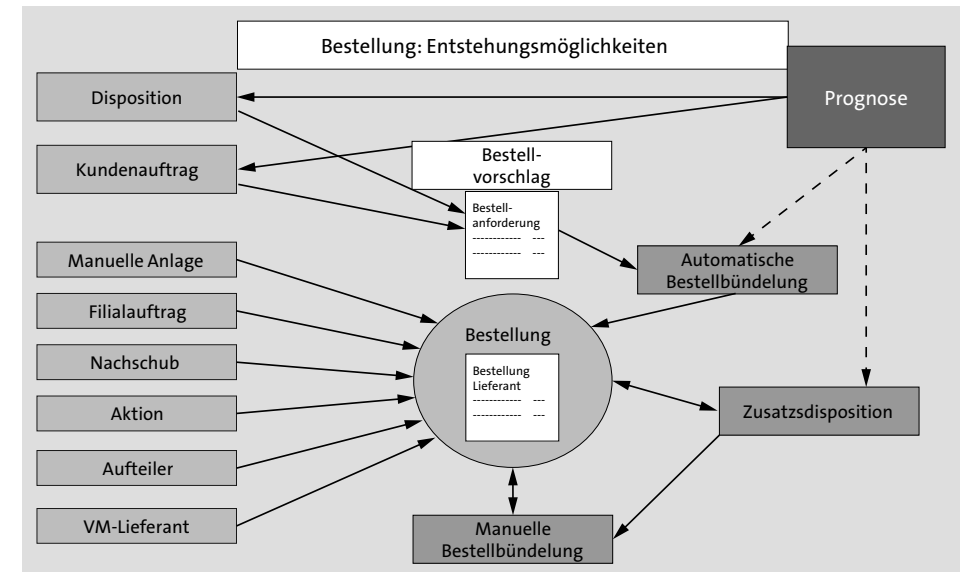 Bestellung: Entstehungsmöglichkeiten
Prognose
Disposition
Kundenauftrag
Bestell-
vorschlag
Bestell-
anforderung
------------- ---
------------- ---
Manuelle Anlage
Automatische
Bestellbündelung
Filialauftrag
Bestellung
Nachschub
Bestellung
Lieferant
------------- ---
------------- ---
Aktion
Zusatzsdisposition
Aufteiler
VM-Lieferant
Manuelle
Bestellbündelung